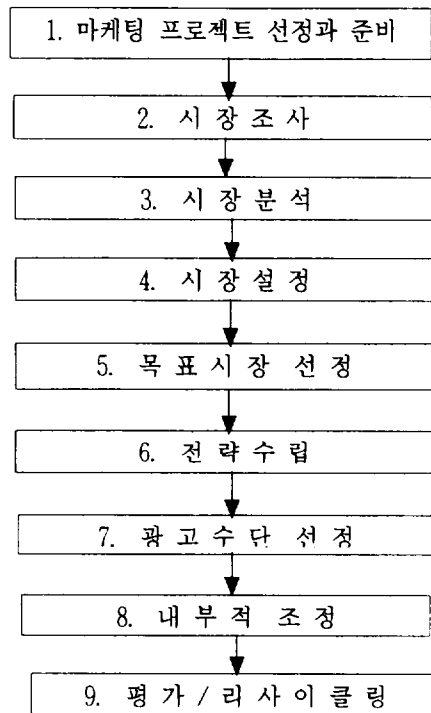 1. 마케팅 프로젝트 선정과 준비
2. 시장조사
3. 시장분석
4. 시장설정
5. 목표시장 선정
6. 전략수립
7. 광고수단 선정
8. 내부적 조정
9. 평가/리사이클링